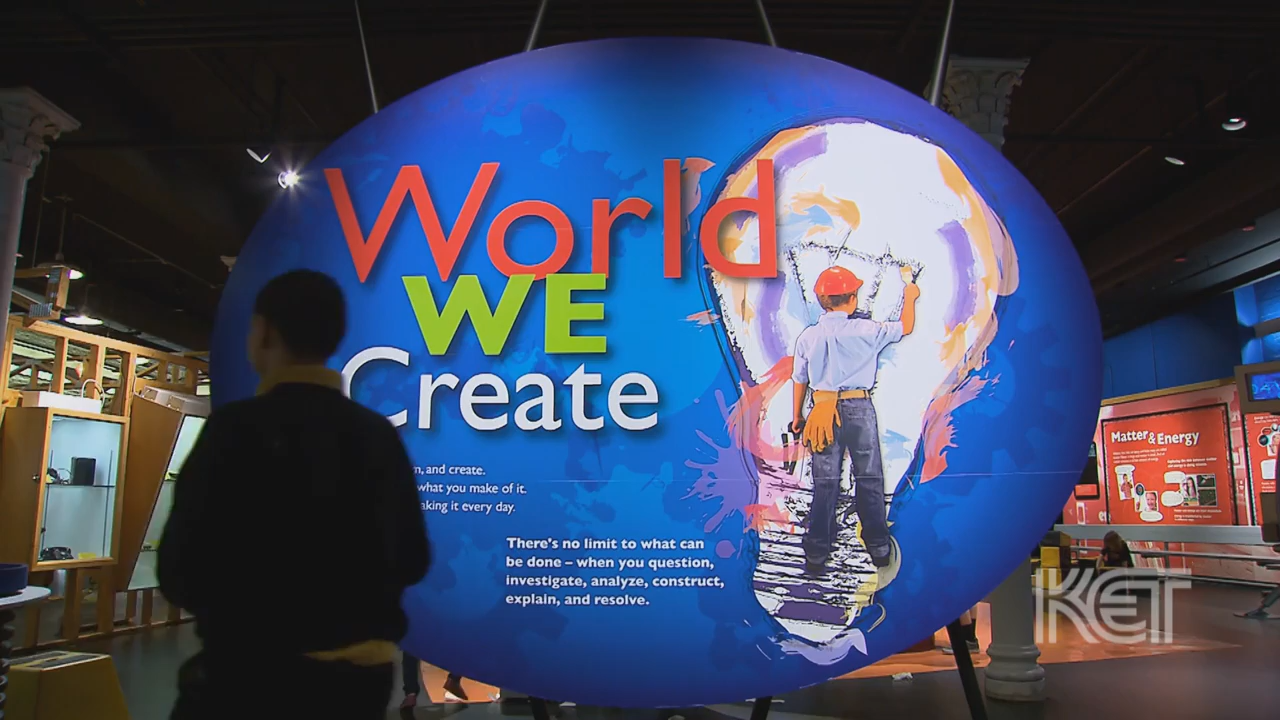 World
WE
Create
and create.
what you make of it.
it every day.
There's no limit to what can
be done – when you question,
investigate, analyze, construct,
explain, and resolve.
Matter & Energy
KET